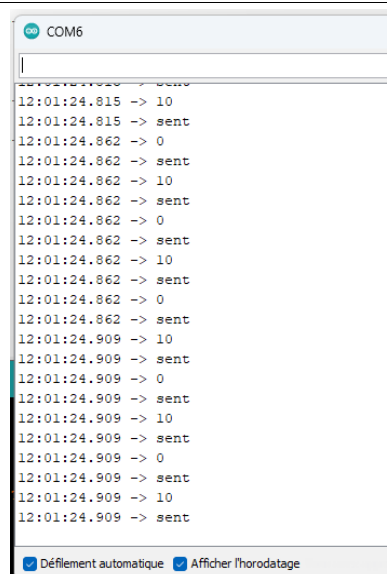 COM6
12:01:24.815 -> 10
12:01:24.815 -> sent
12:01:24.862 -> 0
12:01:24.862 -> sent
12:01:24.862 -> 10
12:01:24.862 -> sent
12:01:24.862 -> 0
12:01:24.862 -> sent
12:01:24.862 -> 10
12:01:24.862 -> sent
12:01:24.862 -> 0
12:01:24.862 -> sent
12:01:24.909 -> 10
12:01:24.909 -> sent
12:01:24.909 -> 0
12:01:24.909 -> sent
12:01:24.909 -> 10
12:01:24.909 -> sent
12:01:24.909 -> 0
12:01:24.909 -> sent
12:01:24.909 -> 10
12:01:24.909 -> sent
Défilement automatique Afficher l'horodatage